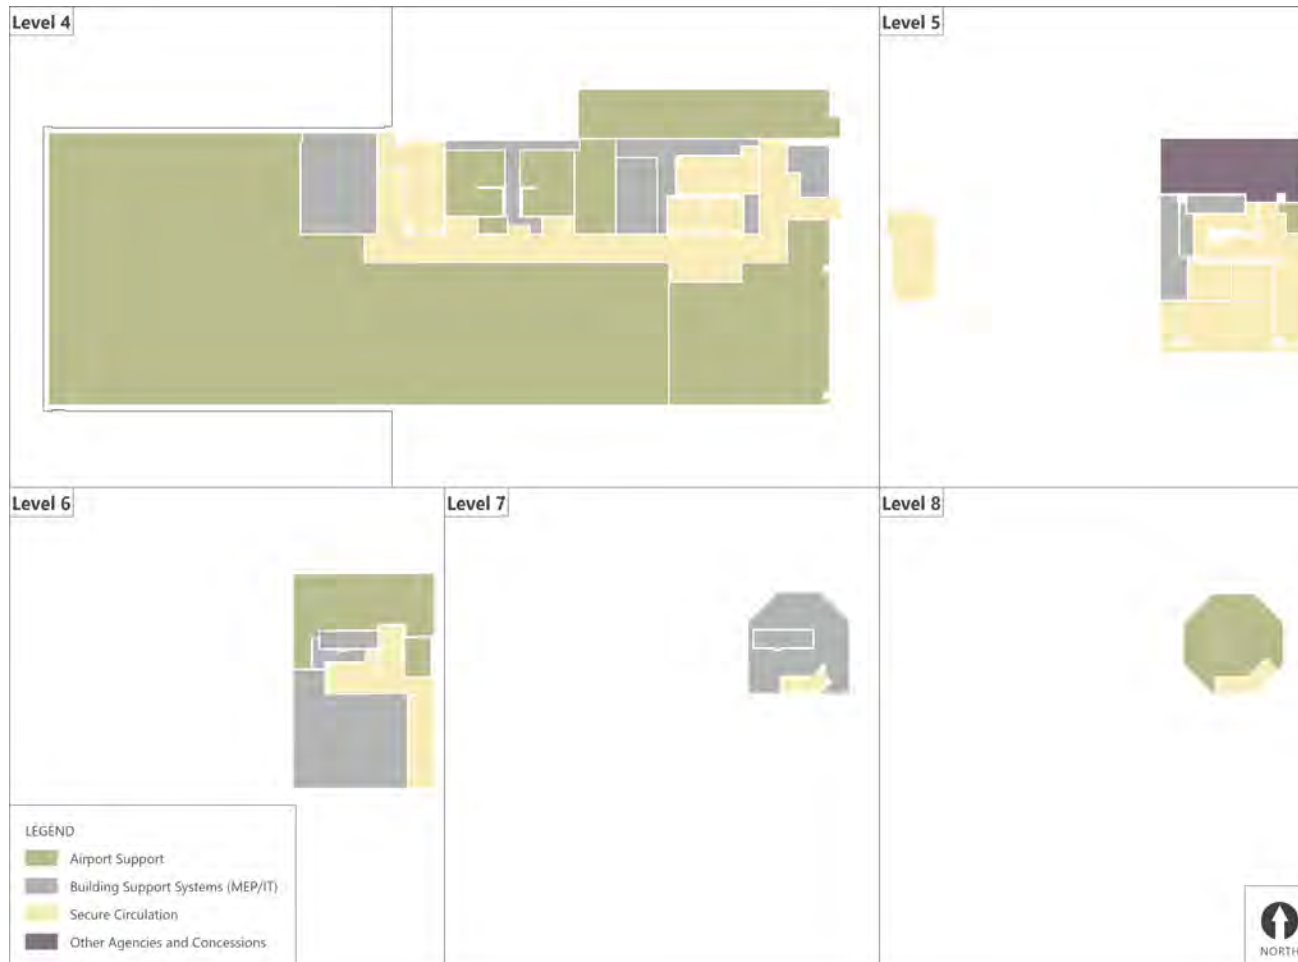 Level 4
Level 5
Level 6
Level 7
Level 8
LEGEND
Airport Support
Building Support Systems (MEP/IT)
Secure Circulation
Other Agencies and Concessions
NORTH